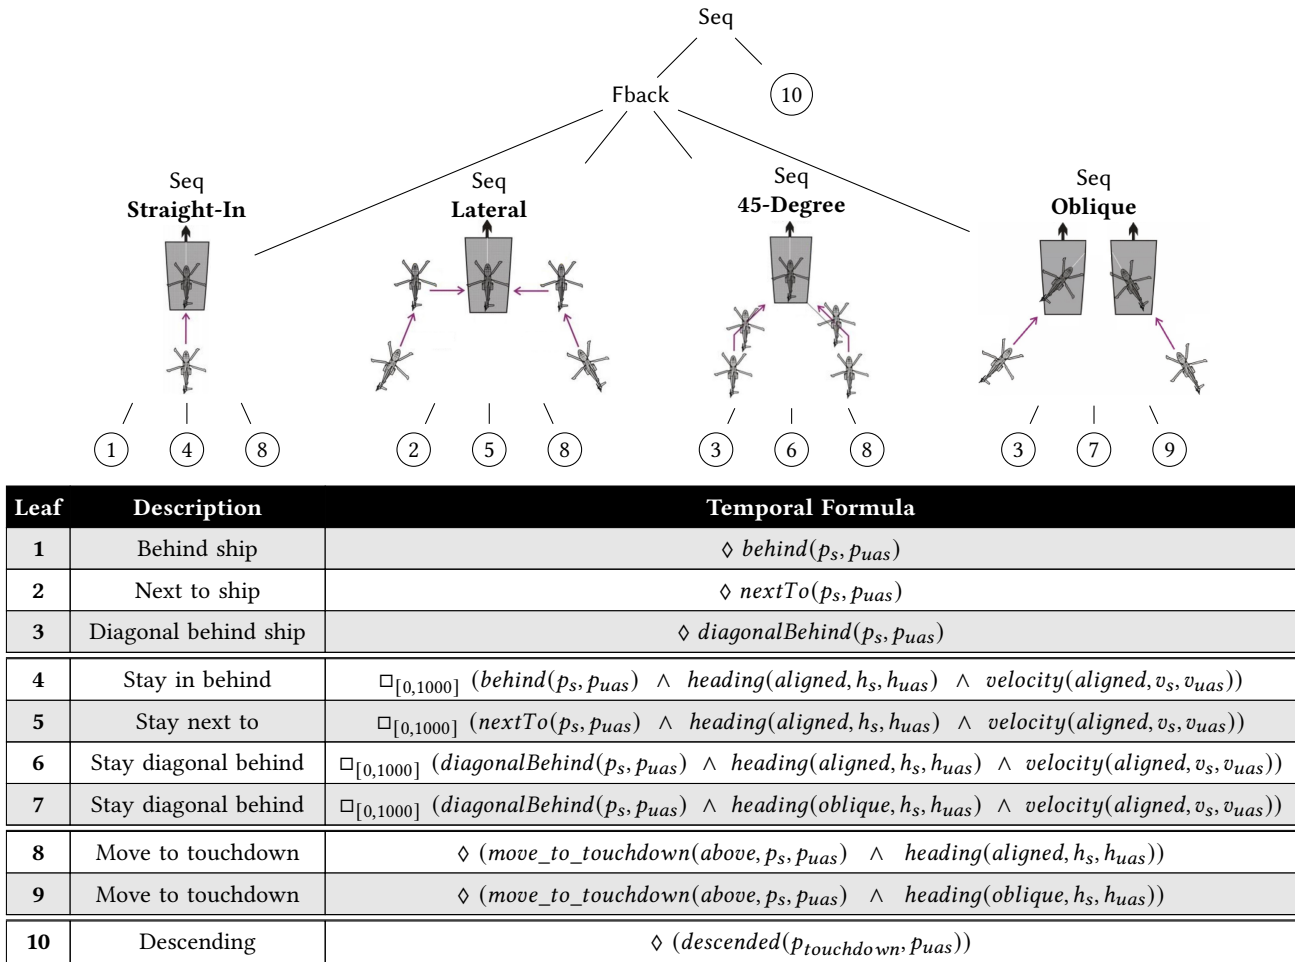 Seq
Fback 10
Seq Seq Seq Seq
Straight-In Lateral 45-Degree Oblique
1 4 8 2 5 8 3 6 8 3 7 9
Leaf Description Temporal Formula
1 Behind ship ◊ behind(p_s, p_uas)
2 Next to ship ◊ nextTo(p_s, p_uas)
3 Diagonal behind ship ◊ diagonalBehind(p_s, p_uas)
4 Stay in behind □_[0,1000] (behind(p_s, p_uas) ∧ heading(aligned, h_s, h_uas) ∧ velocity(aligned, v_s, v_uas))
5 Stay next to □_[0,1000] (nextTo(p_s, p_uas) ∧ heading(aligned, h_s, h_uas) ∧ velocity(aligned, v_s, v_uas))
6 Stay diagonal behind □_[0,1000] (diagonalBehind(p_s, p_uas) ∧ heading(aligned, h_s, h_uas) ∧ velocity(aligned, v_s, v_uas))
7 Stay diagonal behind □_[0,1000] (diagonalBehind(p_s, p_uas) ∧ heading(oblique, h_s, h_uas) ∧ velocity(aligned, v_s, v_uas))
8 Move to touchdown ◊ (move_to_touchdown(above, p_s, p_uas) ∧ heading(aligned, h_s, h_uas))
9 Move to touchdown ◊ (move_to_touchdown(above, p_s, p_uas) ∧ heading(oblique, h_s, h_uas))
10 Descending ◊ (descended(p_touchdown, p_uas))